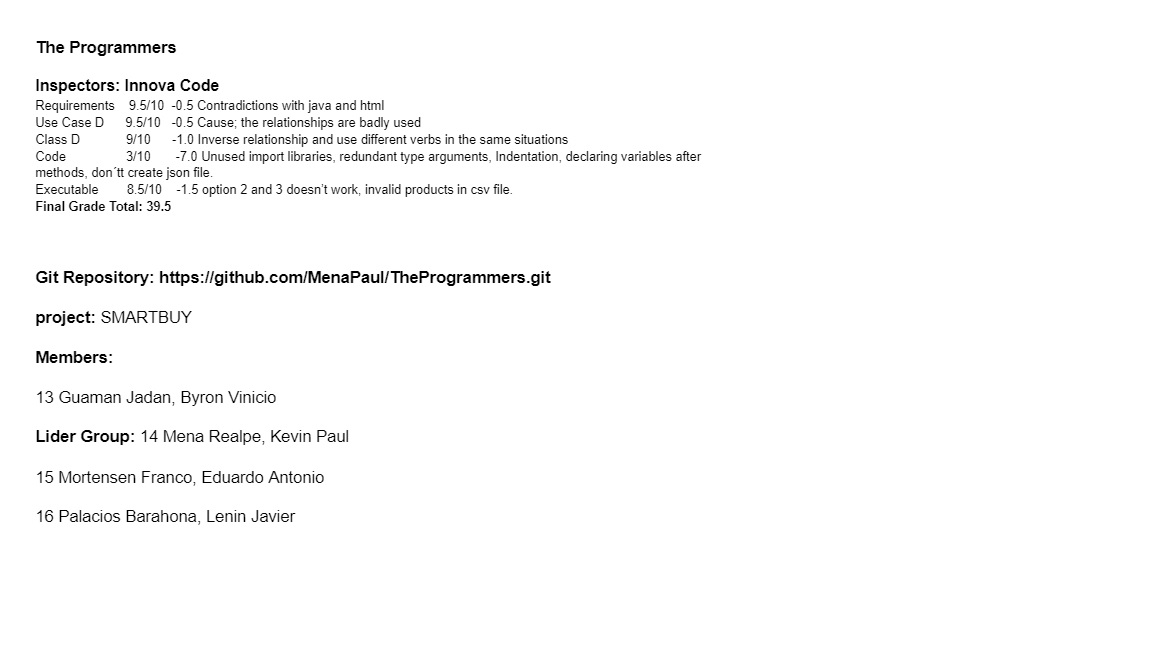 The Programmers
Inspectors: Innova Code
Requirements 9.5/10 -0.5 Contradictions with java and html
Use Case D 9.5/10 -0.5 Cause; the relationships are badly used
Class D 9/10 -1.0 Inverse relationship and use different verbs in the same situations
Code 3/10 -7.0 Unused import libraries, redundant type arguments, Indentation, declaring variables after
methods, don´tt create json file.
Executable 8.5/10 -1.5 option 2 and 3 doesn’t work, invalid products in csv file.
Final Grade Total: 39.5
Git Repository: https://github.com/MenaPaul/TheProgrammers.git
project: SMARTBUY
Members:
13 Guaman Jadan, Byron Vinicio
Lider Group: 14 Mena Realpe, Kevin Paul
15 Mortensen Franco, Eduardo Antonio
16 Palacios Barahona, Lenin Javier